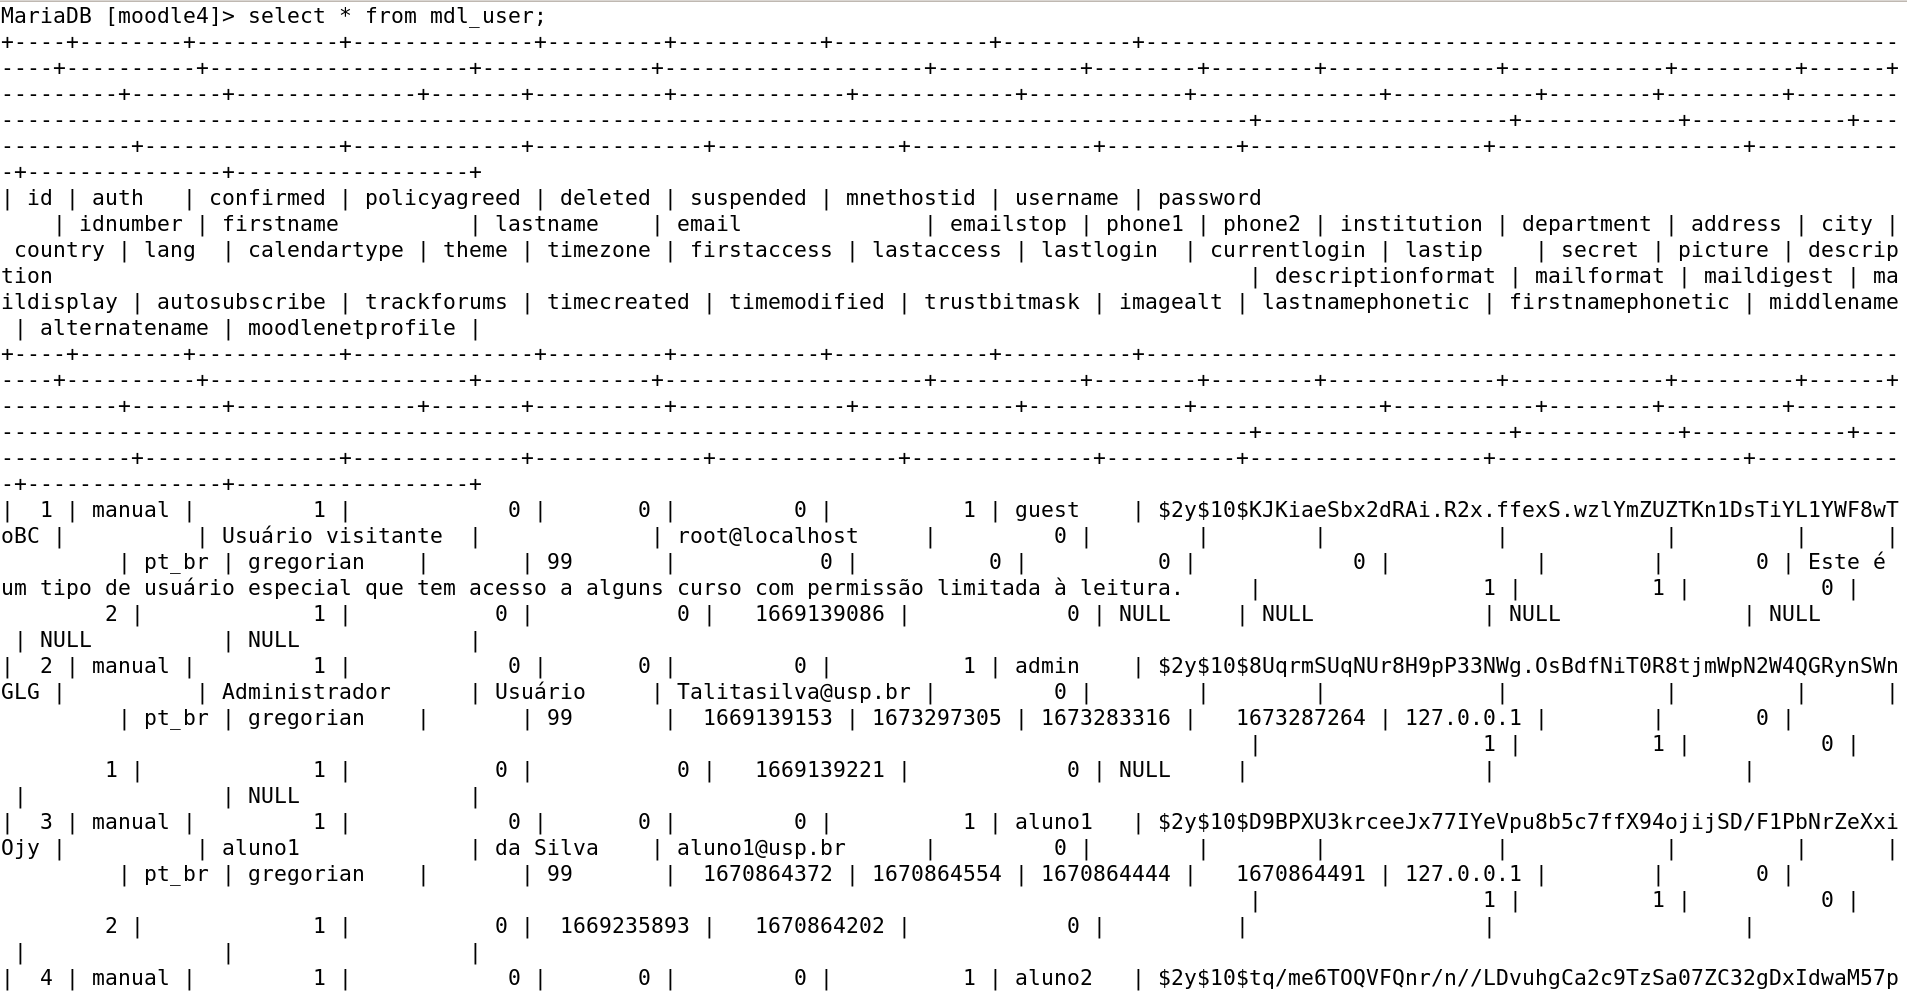 MariaDB [moodle4]> select * from mdl_user;
+----+--------+-----------+--------------+---------+-----------+------------+----------+----------------------------------------------------------
----+----------+--------------------+-------------+--------------------+-----------+--------+--------+-------------+------------+---------+------+
---------+-------+--------------+-------+----------+-------------+------------+------------+--------------+-----------+--------+---------+--------
------------------------------------------------------------------------------------------------+-------------------+------------+------------+---
----------+---------------+-------------+-------------+--------------+--------------+----------+------------------+-------------------+-----------
-+---------------+------------------+
| id | auth   | confirmed | policyagreed | deleted | suspended | mnethostid | username | password
    | idnumber | firstname          | lastname    | email              | emailstop | phone1 | phone2 | institution | department | address | city |
 country | lang  | calendartype | theme | timezone | firstaccess | lastaccess | lastlogin  | currentlogin | lastip    | secret | picture | descrip
tion                                                                                            | descriptionformat | mailformat | maildigest | ma
ildisplay | autosubscribe | trackforums | timecreated | timemodified | trustbitmask | imagealt | lastnamephonetic | firstnamephonetic | middlename
 | alternatename | moodlenetprofile |
+----+--------+-----------+--------------+---------+-----------+------------+----------+----------------------------------------------------------
----+----------+--------------------+-------------+--------------------+-----------+--------+--------+-------------+------------+---------+------+
---------+-------+--------------+-------+----------+-------------+------------+------------+--------------+-----------+--------+---------+--------
------------------------------------------------------------------------------------------------+-------------------+------------+------------+---
----------+---------------+-------------+-------------+--------------+--------------+----------+------------------+-------------------+-----------
-+---------------+------------------+
|  1 | manual |         1 |            0 |       0 |         0 |          1 | guest    | $2y$10$KJKiaeSbx2dRAi.R2x.ffexS.wzlYmZUZTKn1DsTiYL1YWF8wT
oBC |          | Usuário visitante  |             | root@localhost     |         0 |        |        |             |            |         |      |
         | pt_br | gregorian    |       | 99       |           0 |          0 |          0 |            0 |           |        |       0 | Este é
um tipo de usuário especial que tem acesso a alguns curso com permissão limitada à leitura.     |                 1 |          1 |          0 |
        2 |             1 |           0 |           0 |   1669139086 |            0 | NULL     | NULL             | NULL              | NULL
 | NULL          | NULL             |
|  2 | manual |         1 |            0 |       0 |         0 |          1 | admin    | $2y$10$8UqrmSUqNUr8H9pP33NWg.OsBdfNiT0R8tjmWpN2W4QGRynSWn
GLG |          | Administrador      | Usuário     | Talitasilva@usp.br |         0 |        |        |             |            |         |      |
         | pt_br | gregorian    |       | 99       |  1669139153 | 1673297305 | 1673283316 |   1673287264 | 127.0.0.1 |        |       0 |
                                                                                                |                 1 |          1 |          0 |
        1 |             1 |           0 |           0 |   1669139221 |            0 | NULL     |                  |                   |
 |               | NULL             |
|  3 | manual |         1 |            0 |       0 |         0 |          1 | aluno1   | $2y$10$D9BPXU3krceeJx77IYeVpu8b5c7ffX94ojijSD/F1PbNrZeXxi
Ojy |          | aluno1             | da Silva    | aluno1@usp.br      |         0 |        |        |             |            |         |      |
         | pt_br | gregorian    |       | 99       |  1670864372 | 1670864554 | 1670864444 |   1670864491 | 127.0.0.1 |        |       0 |
                                                                                                |                 1 |          1 |          0 |
        2 |             1 |           0 |  1669235893 |   1670864202 |            0 |          |                  |                   |
 |               |                  |
|  4 | manual |         1 |            0 |       0 |         0 |          1 | aluno2   | $2y$10$tq/me6TOQVFQnr/n//LDvuhgCa2c9TzSa07ZC32gDxIdwaM57p